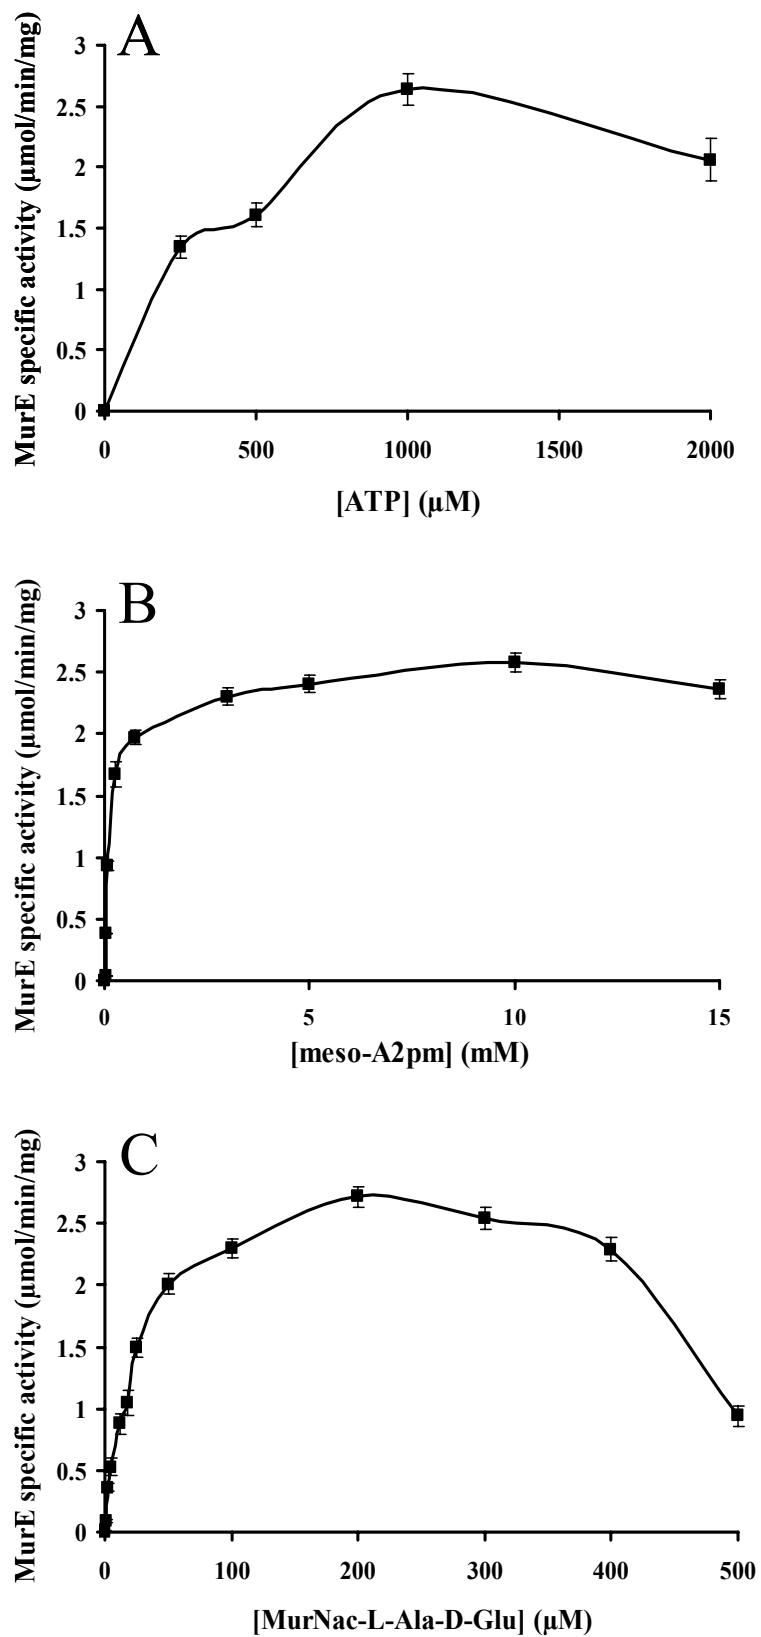 A
MurE specific activity (µmol/min/mg)
3
2.5
2
1.5
1
0.5
0
0 500 1000 1500 2000
[ATP] (µM)
B
MurE specific activity (µmol/min/mg)
3
2.5
2
1.5
1
0.5
0
0 5 10 15
[meso-A2pm] (mM)
C
MurE specific activity (µmol/min/mg)
3
2.5
2
1.5
1
0.5
0
0 100 200 300 400 500
[MurNac-L-Ala-D-Glu] (µM)